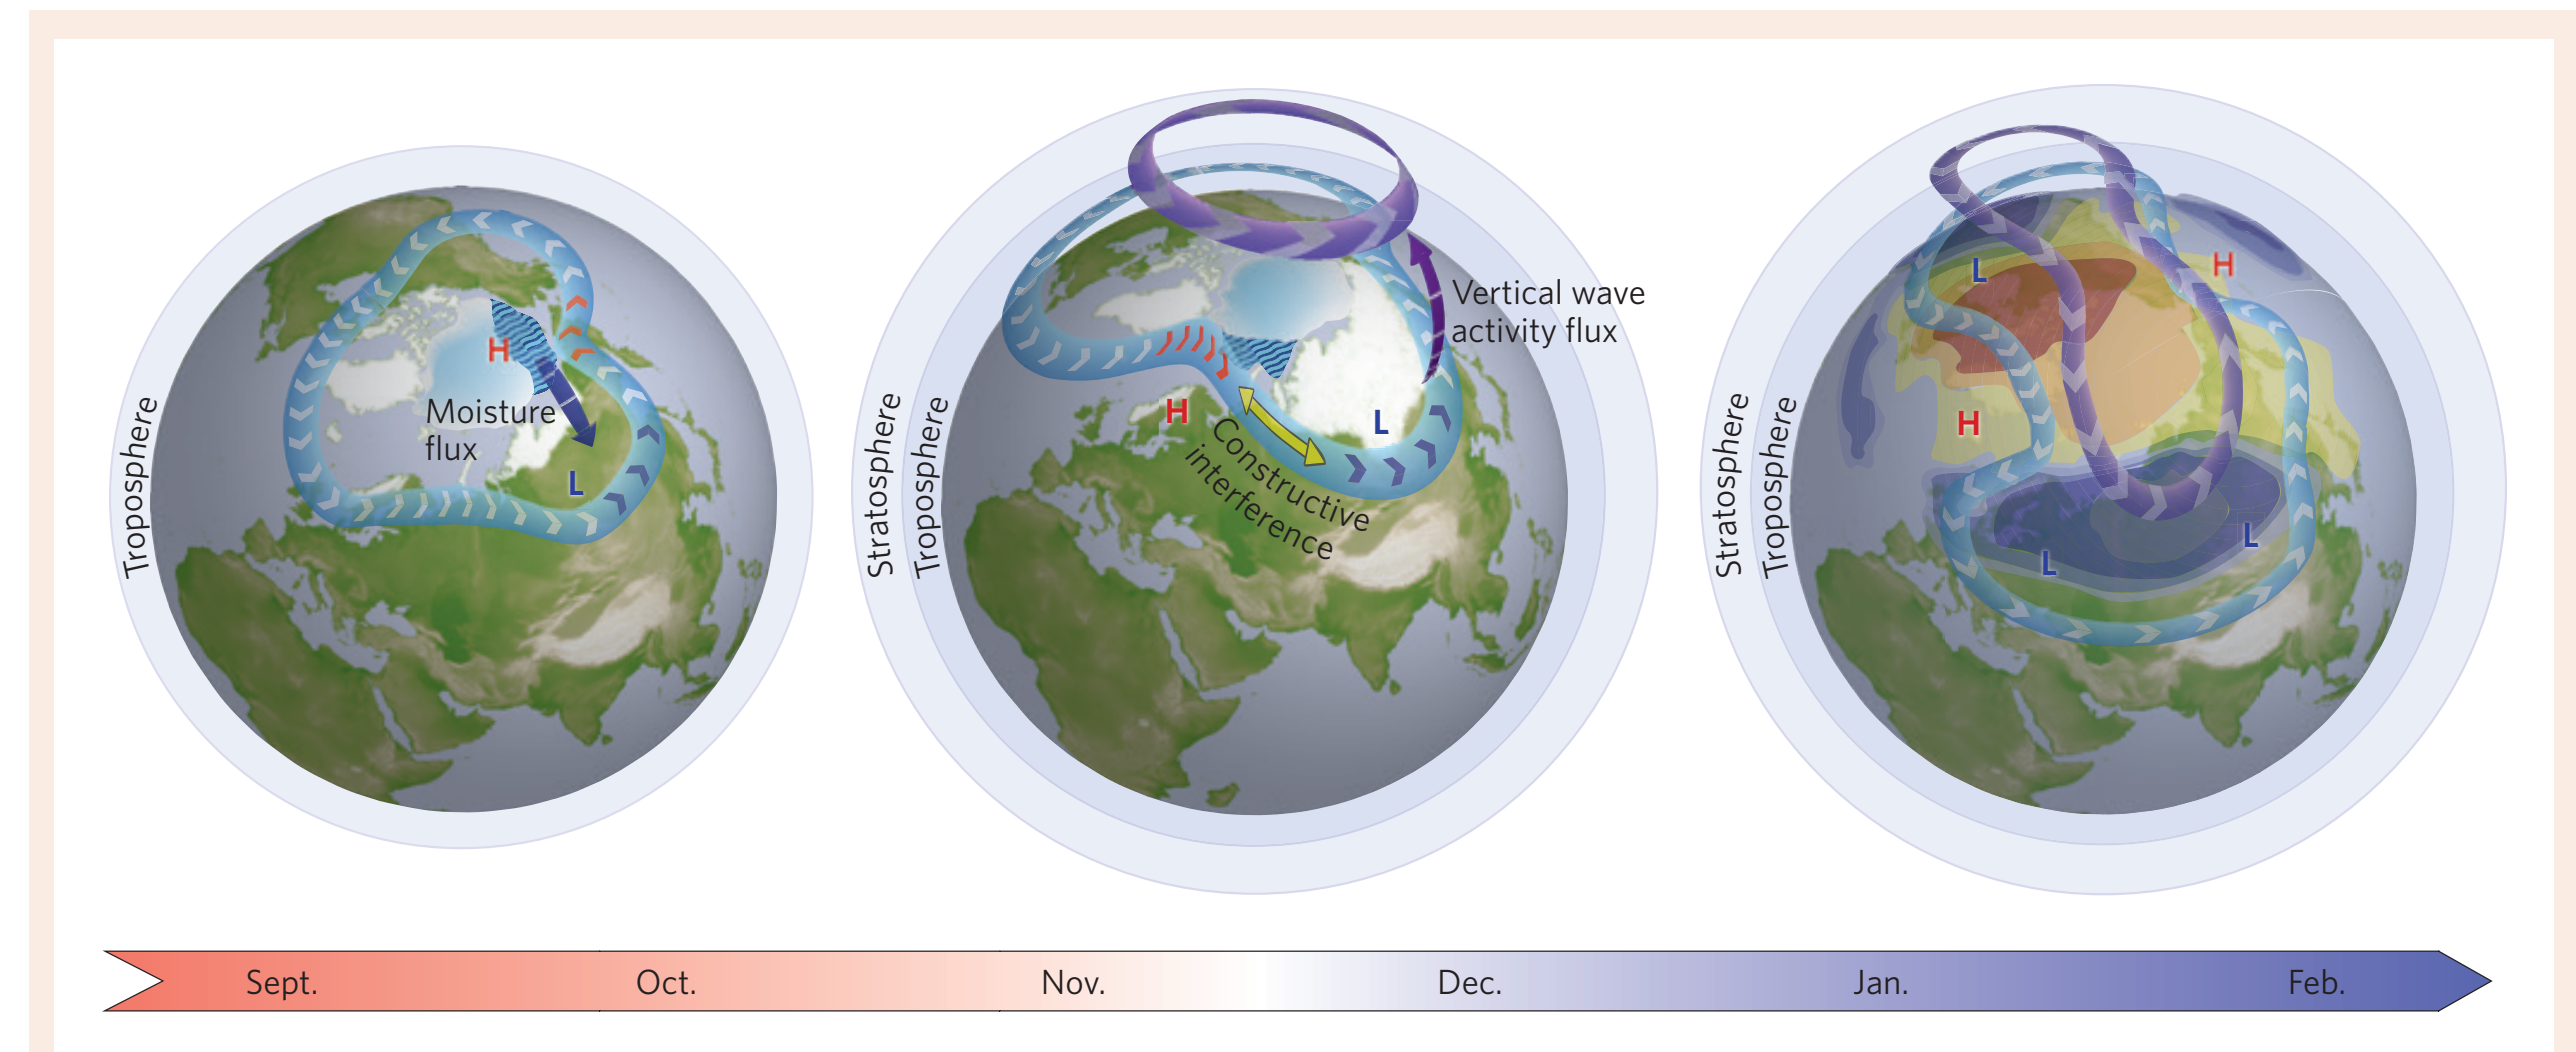 Troposphere
H
Moisture
flux
L
Stratosphere
Troposphere
Vertical wave
activity flux
H
L
Constructive
interference
Stratosphere
Troposphere
L
H
H
L
L
Sept.
Oct.
Nov.
Dec.
Jan.
Feb.